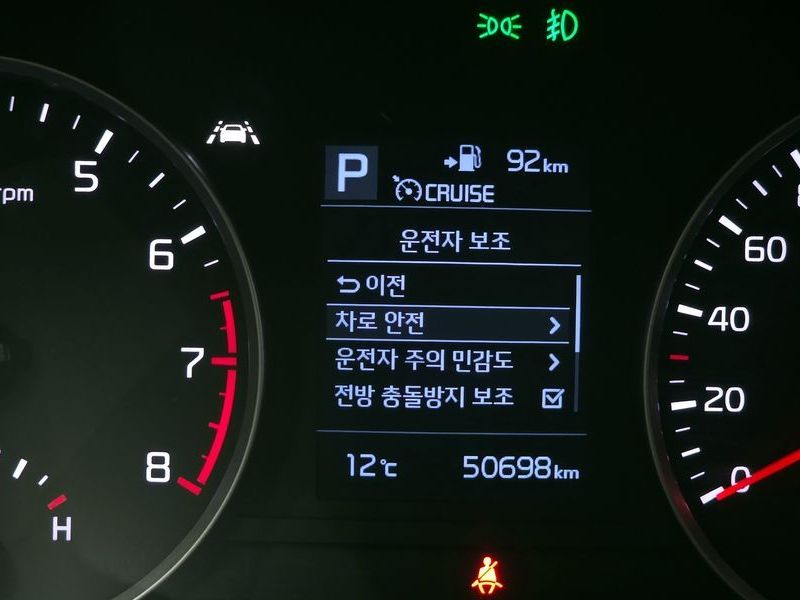 5
rpm
6
7
8
H
P
92km
CRUISE
운전자 보조
이전
차로 안전
운전자 주의 민감도
전방 충돌방지 보조
12℃
50698km
60
40
20
0